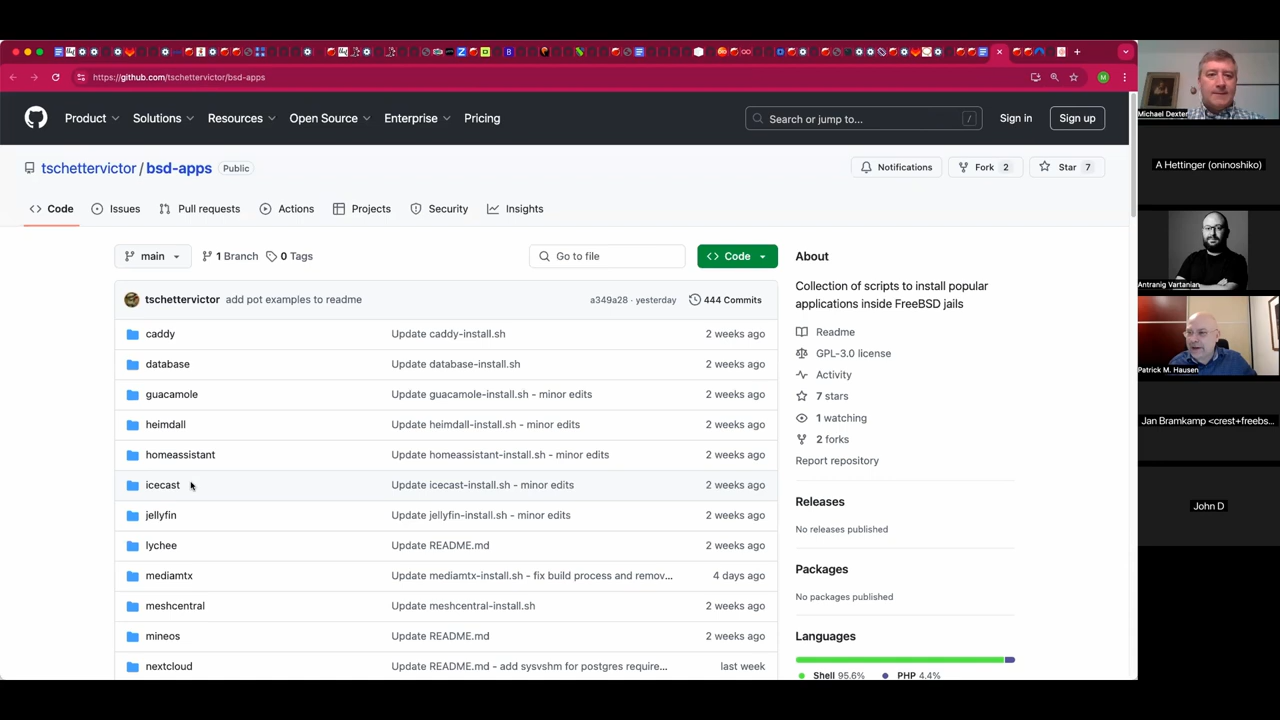 https://github.com/tschettervictor/bsd-apps
Product
Solutions
Resources
Open Source
Enterprise
Pricing
Search or jump to...
/
Sign in
Sign up
tschettervictor / bsd-apps
Public
Notifications
Fork 2
Star 7
Code
Issues
Pull requests
Actions
Projects
Security
Insights
main
1 Branch
0 Tags
Go to file
Code
tschettervictor add pot examples to readme
a349a28 · yesterday
444 Commits
caddy Update caddy-install.sh 2 weeks ago
database Update database-install.sh 2 weeks ago
guacamole Update guacamole-install.sh - minor edits 2 weeks ago
heimdall Update heimdall-install.sh - minor edits 2 weeks ago
homeassistant Update homeassistant-install.sh - minor edits 2 weeks ago
icecast Update icecast-install.sh - minor edits 2 weeks ago
jellyfin Update jellyfin-install.sh - minor edits 2 weeks ago
lychee Update README.md 2 weeks ago
mediamtx Update mediamtx-install.sh - fix build process and remov... 4 days ago
meshcentral Update meshcentral-install.sh 2 weeks ago
mineos Update README.md 2 weeks ago
nextcloud Update README.md - add sysvshm for postgres require... last week
About
Collection of scripts to install popular
applications inside FreeBSD jails
Readme
GPL-3.0 license
Activity
7 stars
1 watching
2 forks
Report repository
Releases
No releases published
Packages
No packages published
Languages
Shell 95.6%
PHP 4.4%
M
Michael Dexter
A Hettinger (oninoshiko)
Antranig Vartanian
Patrick M. Hausen
Jan Bramkamp <crest+freebs...
John D